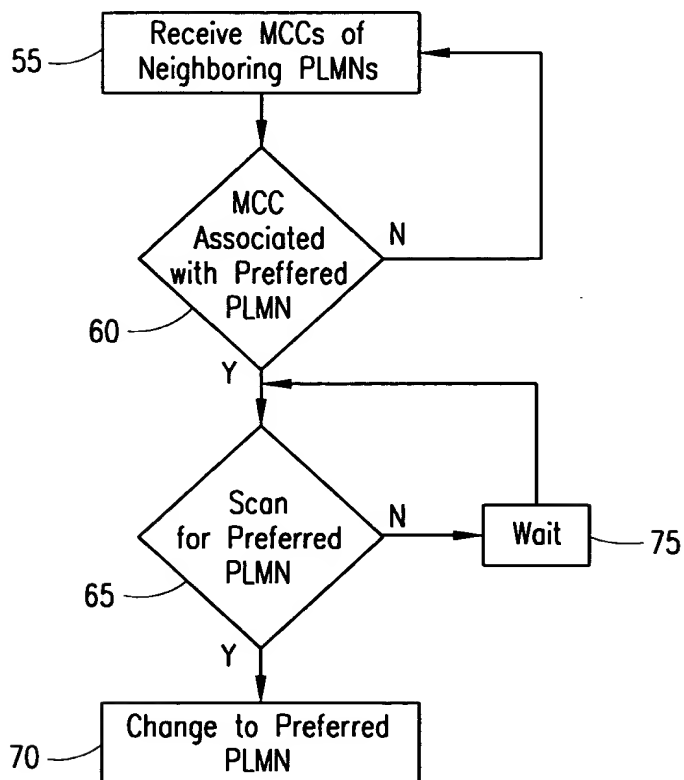 55
Receive MCCs of
Neighboring PLMNs
MCC
Associated
with Preffered
PLMN
N
60
Y
Scan
for Preferred
PLMN
N
Wait
75
65
Y
Change to Preferred
PLMN
70